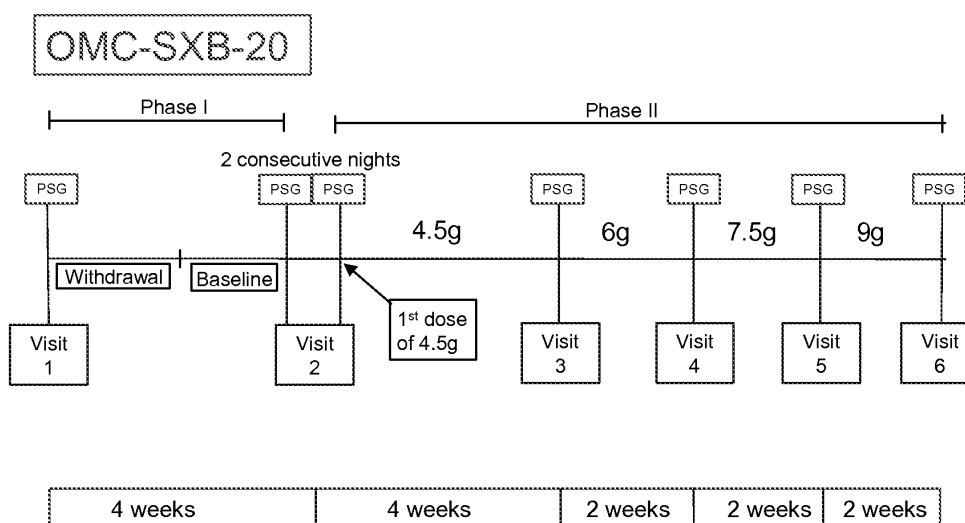 OMC-SXB-20
Phase I
Phase II
2 consecutive nights
PSG
PSG
PSG
PSG
PSG
PSG
PSG
4.5g
6g
7.5g
9g
Withdrawal
Baseline
1st dose
of 4.5g
Visit
1
Visit
2
Visit
3
Visit
4
Visit
5
Visit
6
4 weeks
4 weeks
2 weeks
2 weeks
2 weeks